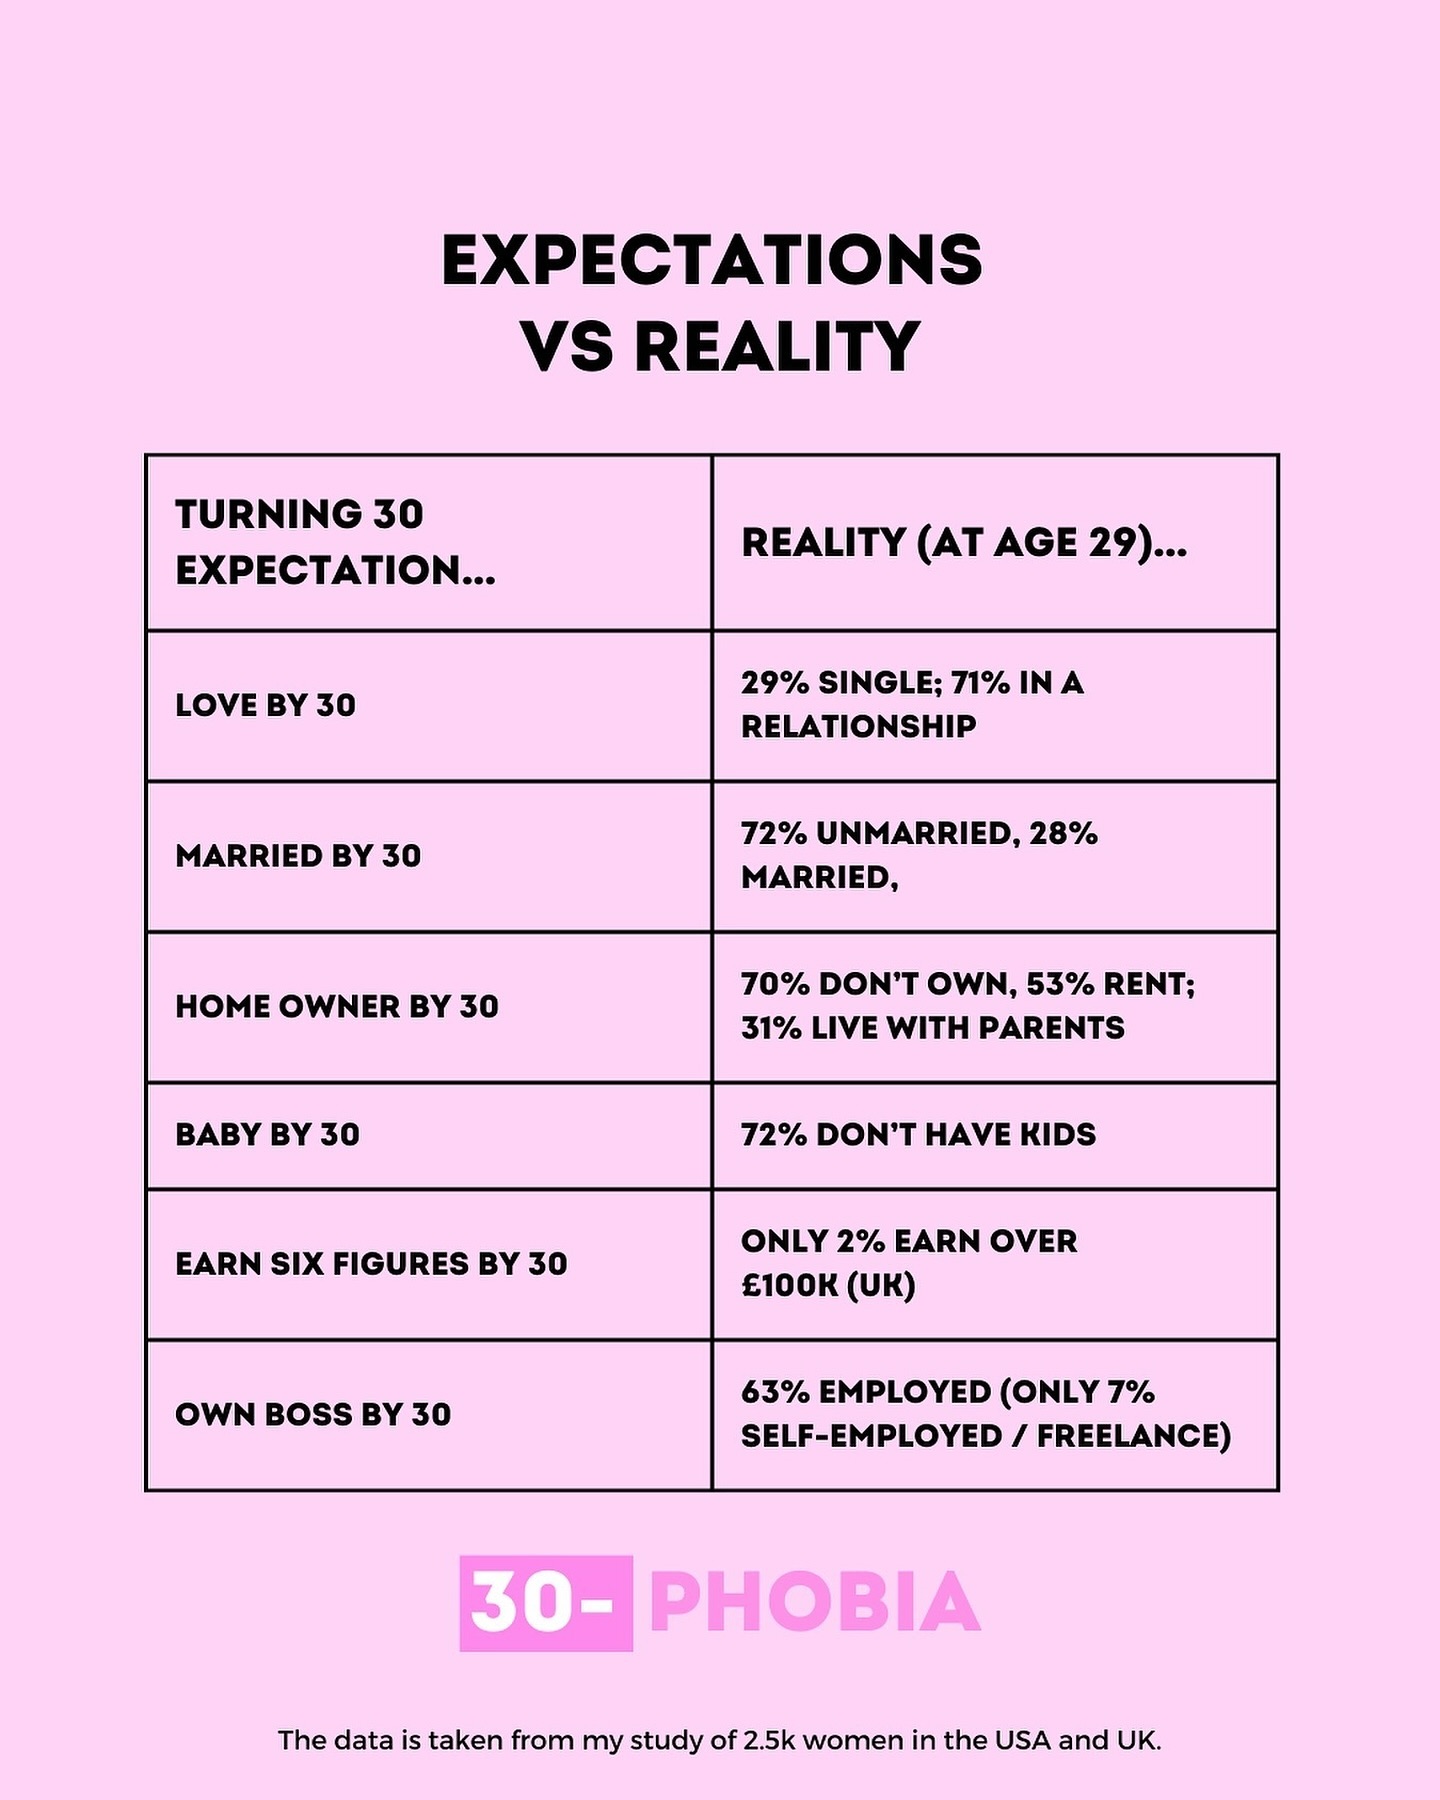 EXPECTATIONS
VS REALITY
TURNING 30
EXPECTATION...
REALITY (AT AGE 29)...
LOVE BY 30
29% SINGLE; 71% IN A
RELATIONSHIP
MARRIED BY 30
72% UNMARRIED, 28%
MARRIED,
HOME OWNER BY 30
70% DON’T OWN, 53% RENT;
31% LIVE WITH PARENTS
BABY BY 30
72% DON’T HAVE KIDS
EARN SIX FIGURES BY 30
ONLY 2% EARN OVER
£100K (UK)
OWN BOSS BY 30
63% EMPLOYED (ONLY 7%
SELF-EMPLOYED / FREELANCE)
30- PHOBIA
The data is taken from my study of 2.5k women in the USA and UK.